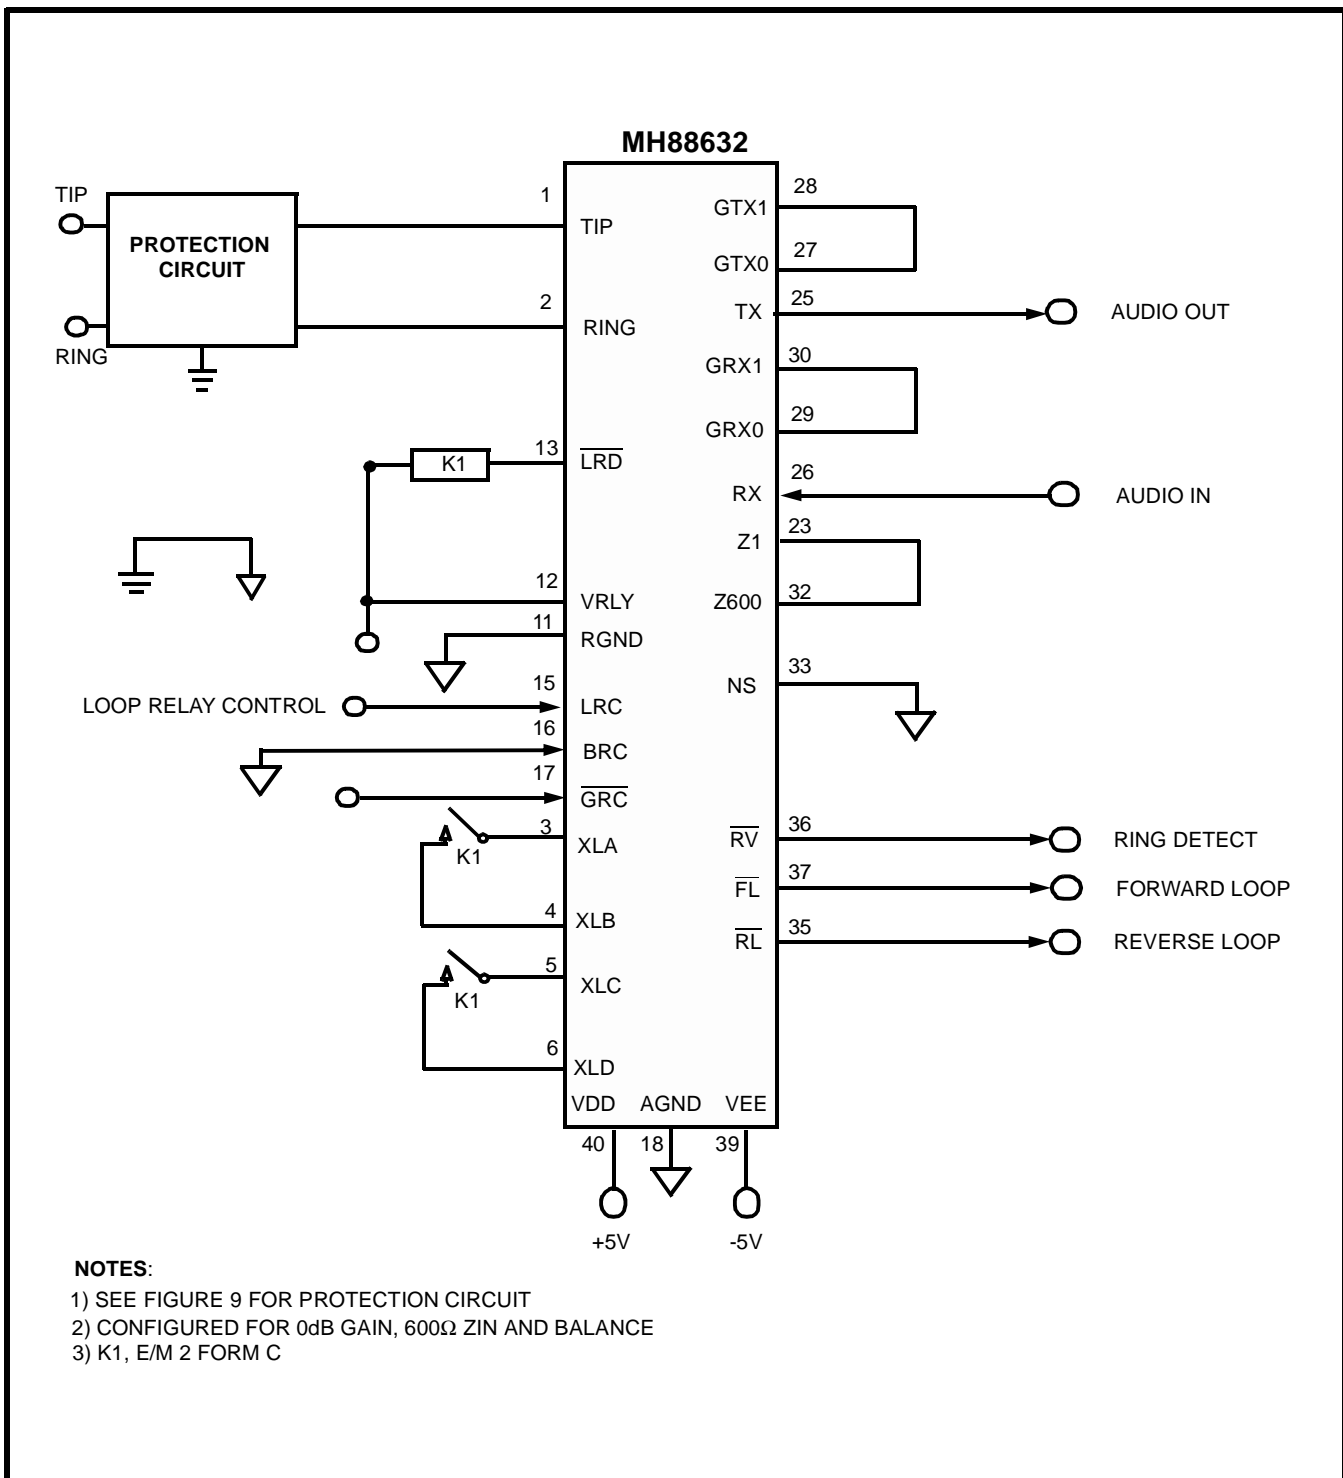 MH88632
TIP
PROTECTION
CIRCUIT
RING
1
TIP
2
RING
13
LRD
K1
12
VRLY
11
RGND
LOOP RELAY CONTROL
15
LRC
16
BRC
17
GRC
3
XLA
K1
4
XLB
5
XLC
K1
6
XLD
28
GTX1
27
GTX0
25
TX
AUDIO OUT
30
GRX1
29
GRX0
26
RX
AUDIO IN
23
Z1
32
Z600
33
NS
36
RV
RING DETECT
37
FL
FORWARD LOOP
35
RL
REVERSE LOOP
VDD AGND VEE
40 18 39
+5V -5V
NOTES:
1) SEE FIGURE 9 FOR PROTECTION CIRCUIT
2) CONFIGURED FOR 0dB GAIN, 600Ω ZIN AND BALANCE
3) K1, E/M 2 FORM C